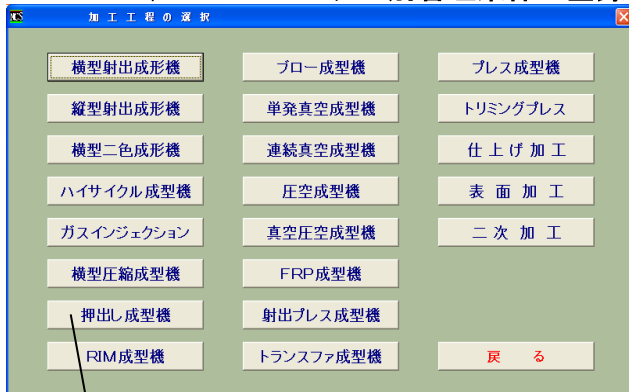 MCS 加工工程の選択
横型射出成形機 ブロー成型機 プレス成型機
縦型射出成形機 単発真空成型機 トリミングプレス
横型二色成形機 連続真空成型機 仕上げ加工
ハイサイクル成型機 圧空成型機 表面加工
ガスインジェクション 真空圧空成型機 二次加工
横型圧縮成型機 FRP成型機
押出し成型機 射出プレス成型機
RIM成型機 トランスファ成型機 戻る